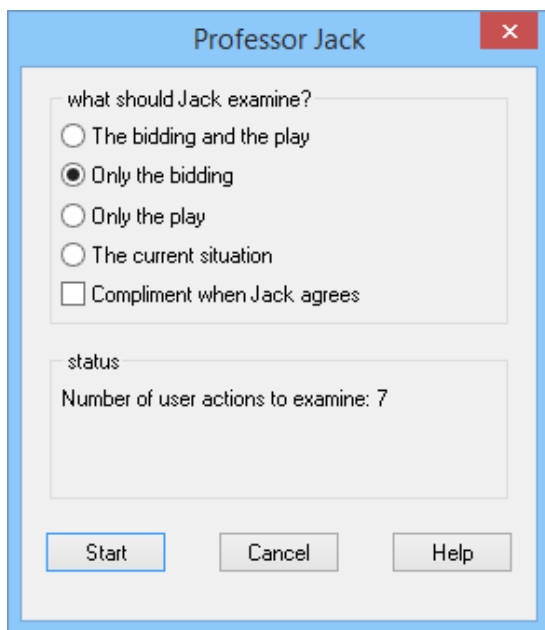 Professor Jack
what should Jack examine?
The bidding and the play
Only the bidding
Only the play
The current situation
Compliment when Jack agrees
status
Number of user actions to examine: 7
Start Cancel Help